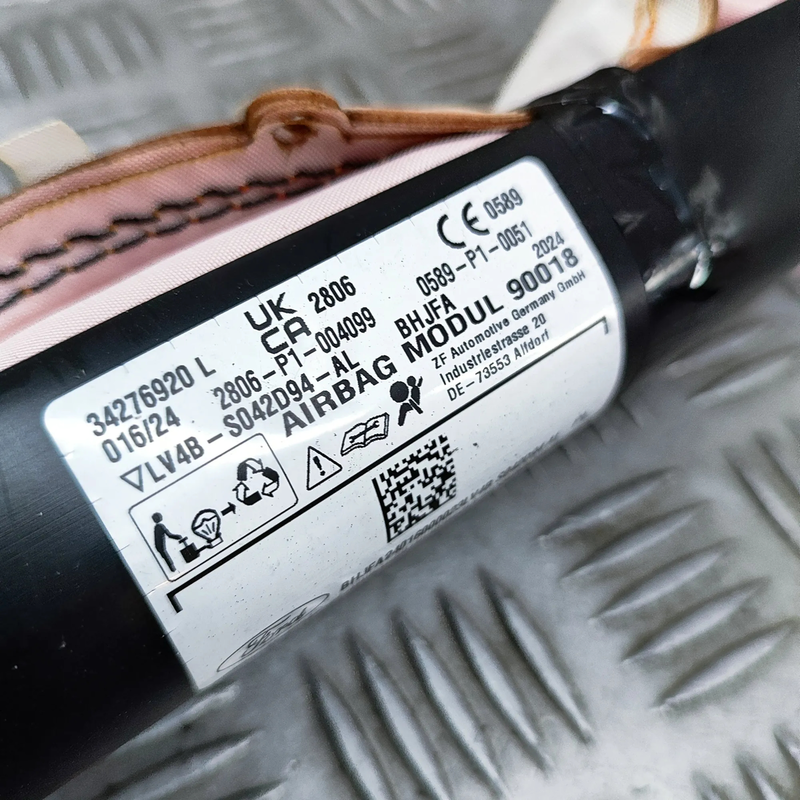 34276920 L
016/24
UK CA 2806
2806-P1-004099
CE 0589
0589-P1-0051
▽LV4B-S042D94-AL
BHJFA
2024
AIRBAG MODUL 90018
ZF Automotive Germany GmbH
Industriestrasse 20
DE-73553 Alfdorf
Ford